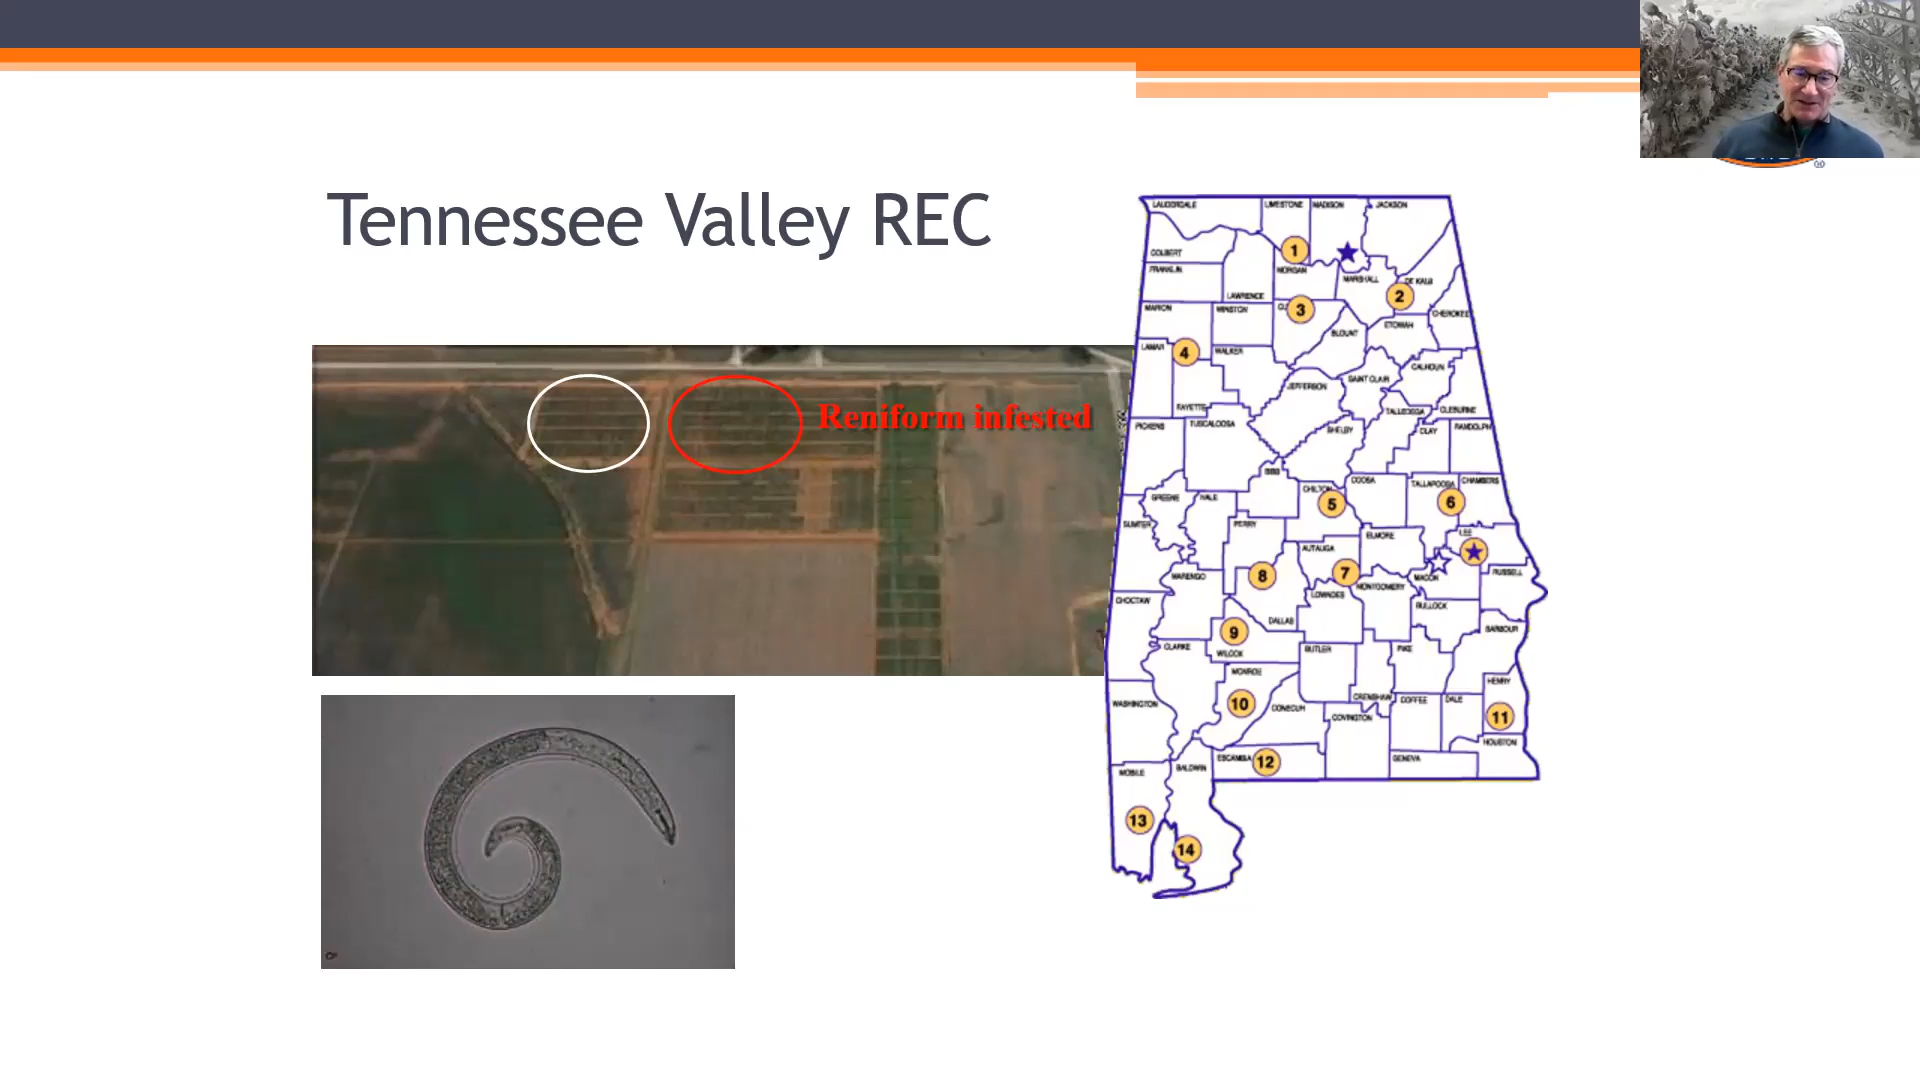 Tennessee Valley REC
Reniform infested
LAUDERDALE
LIMESTONE
MADISON
JACKSON
1
COLBERT
FRANKLIN
MORGAN
MARSHALL
DE KALB
2
LAWRENCE
MARION
WINSTON
3
CHEROKEE
BLOUNT
ETOWAH
LAMAR
4
WALKER
CALHOUN
JEFFERSON
SAINT CLAIR
FAYETTE
TALLEDEGA
CLEBURNE
PICKENS
TUSCALOOSA
SHELBY
CLAY
RANDOLPH
BIBB
GREENE
HALE
CHILTON
5
COOSA
TALLAPOOSA
CHAMBERS
6
SUMTER
PERRY
ELMORE
LEE
AUTAUGA
MARENGO
8
7
MACON
RUSSELL
MONTGOMERY
CHOCTAW
LOWNDES
BULLOCK
DALLAS
9
BARBOUR
CLARKE
WILCOX
BUTLER
PIKE
MONROE
HENRY
WASHINGTON
10
CONECUH
CRENSHAW
COFFEE
DALE
11
COVINGTON
HOUSTON
ESCAMBIA
12
GENEVA
MOBILE
BALDWIN
13
14